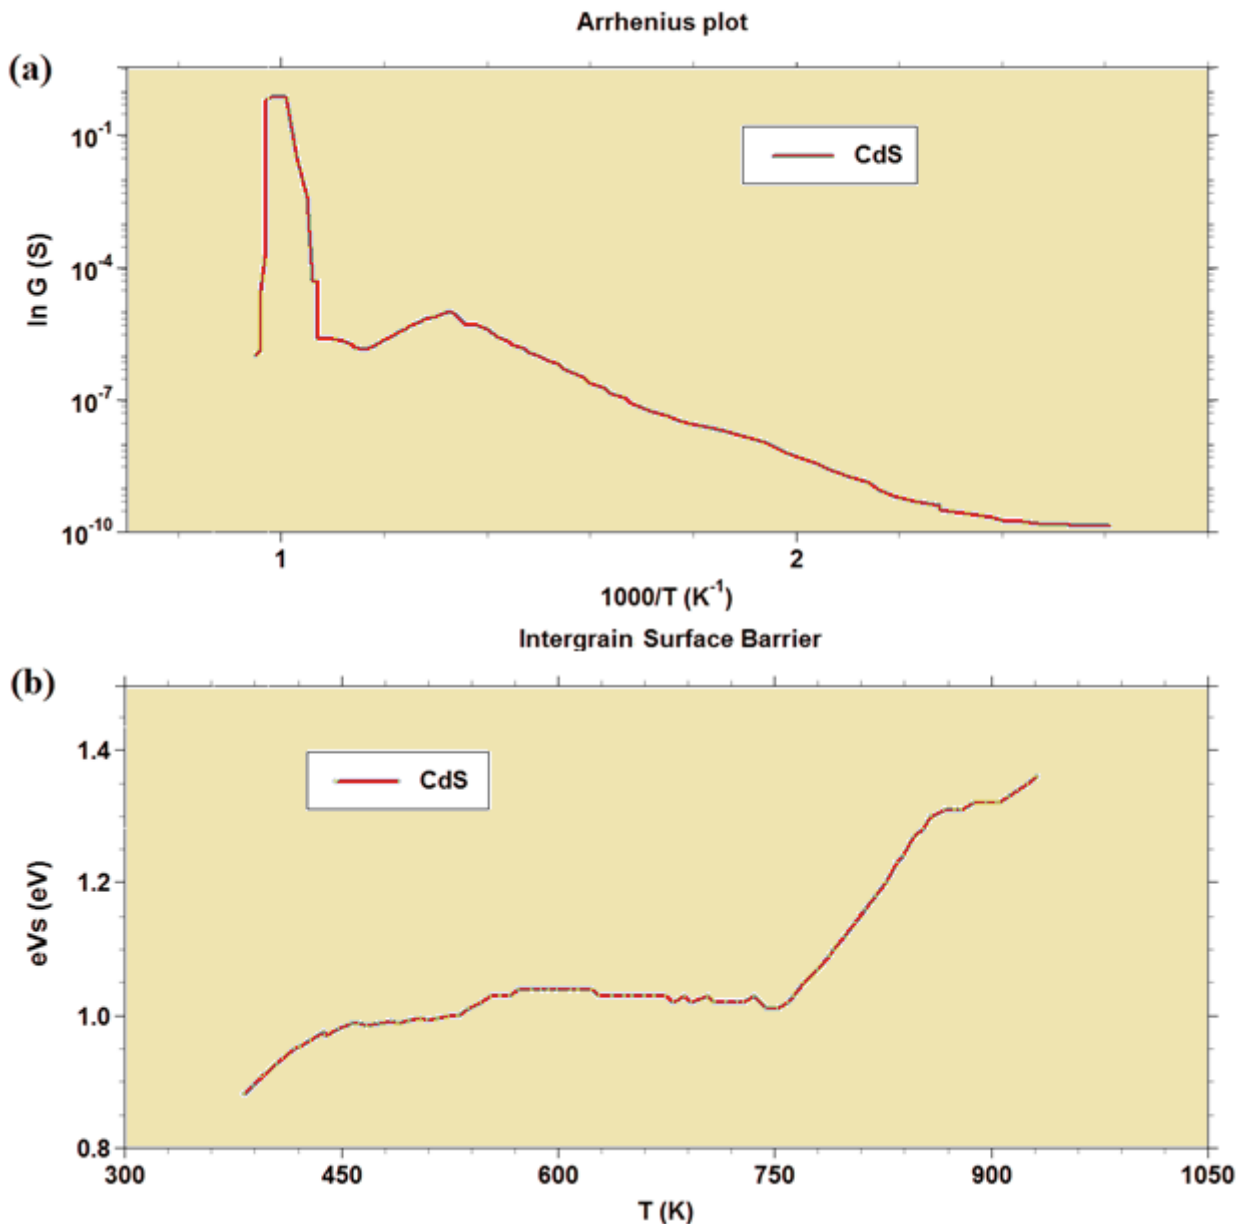 Arrhenius plot
(a)
10^-1
CdS
ln G (S)
10^-4
10^-7
10^-10
1 2
1000/T (K^-1)
Intergrain Surface Barrier
(b)
1.4
CdS
1.2
eVs (eV)
1.0
0.8
300 450 600 750 900 1050
T (K)